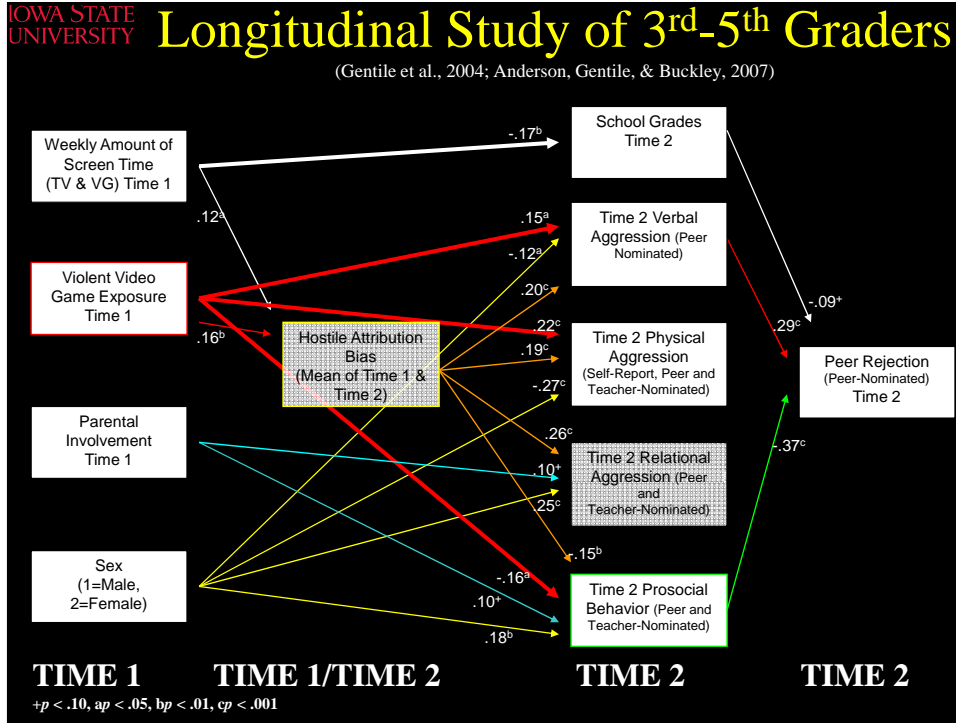 IOWA STATE
UNIVERSITY
Longitudinal Study of 3rd-5th Graders
(Gentile et al., 2004; Anderson, Gentile, & Buckley, 2007)
Weekly Amount of
Screen Time
(TV & VG) Time 1
Violent Video
Game Exposure
Time 1
Parental
Involvement
Time 1
Sex
(1=Male,
2=Female)
.12a
.16b
Hostile Attribution
Bias
(Mean of Time 1 &
Time 2)
-.17b
.15a
-.12a
.20c
.22c
.19c
-.27c
.26c
.10+
.25c
-.15b
-.16a
.10+
.18b
School Grades
Time 2
Time 2 Verbal
Aggression (Peer
Nominated)
Time 2 Physical
Aggression
(Self-Report, Peer and
Teacher-Nominated)
Time 2 Relational
Aggression (Peer
and
Teacher-Nominated)
Time 2 Prosocial
Behavior (Peer and
Teacher-Nominated)
-.09+
.29c
-.37c
Peer Rejection
(Peer-Nominated)
Time 2
TIME 1 TIME 1/TIME 2 TIME 2 TIME 2
+p < .10, ap < .05, bp < .01, cp < .001